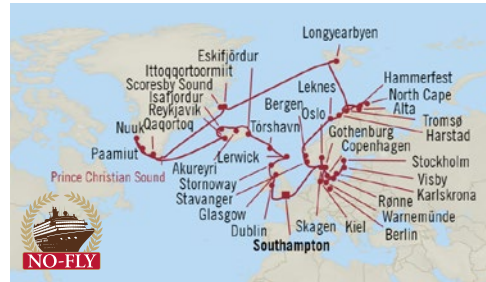 Longyearbyen
Eskifjördur
Ittoqqortoormiit
Scoresby Sound
Isafjordur
Reykjavik
Qaqortoq
Nuuk
Paamiut
Prince Christian Sound
Akureyri
Tórshavn
Lerwick
Stornoway
Stavanger
Glasgow
Dublin
Southampton
Bergen
Oslo
Leknes
Hammerfest
North Cape
Alta
Tromsø
Harstad
Gothenburg
Copenhagen
Stockholm
Visby
Karlskrona
Rønne
Warnemünde
Berlin
Kiel
Skagen
NO-FLY